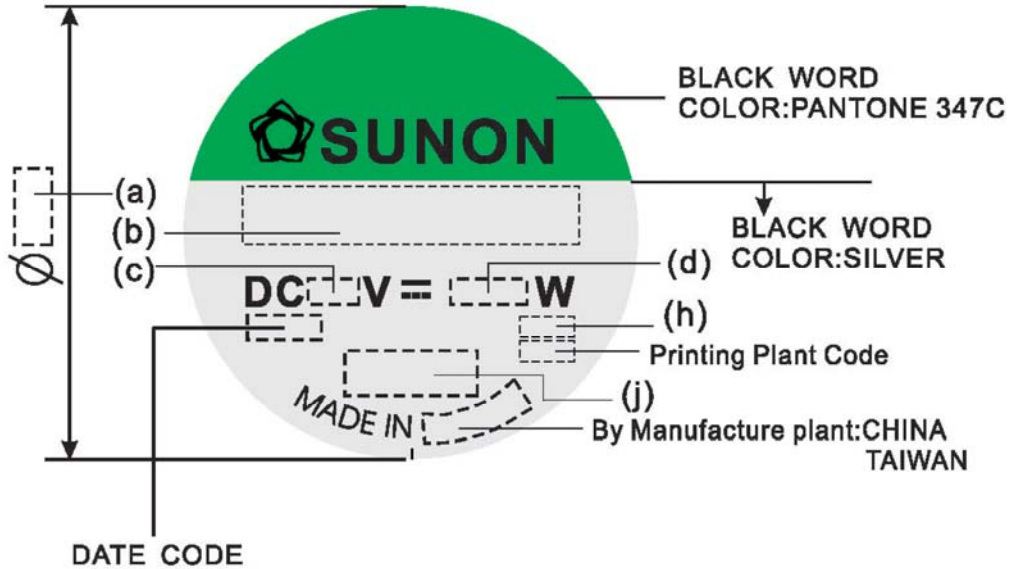 BLACK WORD
COLOR:PANTONE 347C
SUNON
(a)
(b)
BLACK WORD
COLOR:SILVER
(c)
(d)
DC V W
Ø
(h)
Printing Plant Code
(j)
MADE IN
By Manufacture plant:CHINA
TAIWAN
DATE CODE